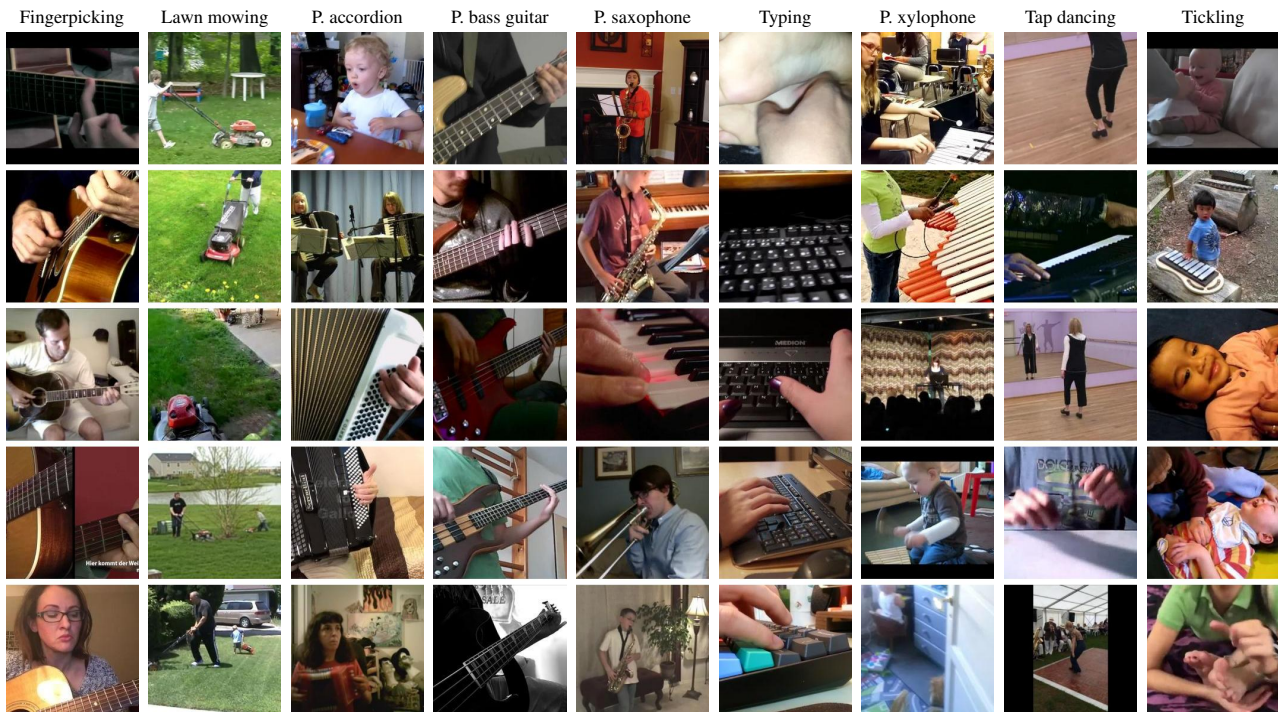 Fingerpicking
Lawn mowing
P. accordion
P. bass guitar
P. saxophone
Typing
P. xylophone
Tap dancing
Tickling
MEDION
Hier kommt der Wei